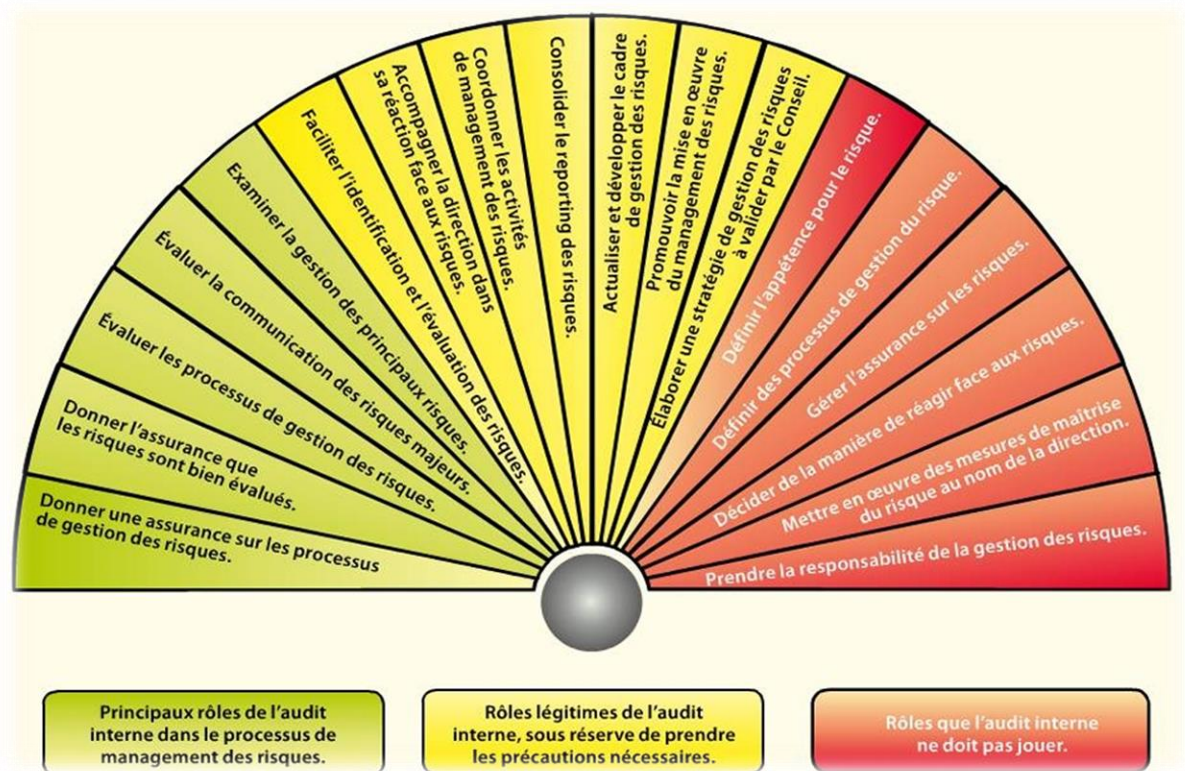 Donner une assurance sur les processus
de gestion des risques.
Donner l’assurance que
les risques sont bien évalués.
Évaluer les processus de gestion des risques.
Évaluer la communication des risques majeurs.
Examiner la gestion des principaux risques.
Faciliter l’identification et l’évaluation des risques.
Accompagner la direction dans
sa réaction face aux risques.
Coordonner les activités
de management des risques.
Consolider le reporting des risques.
Actualiser et développer le cadre
de gestion des risques.
Promouvoir la mise en œuvre
du management des risques.
Élaborer une stratégie de gestion des risques
à valider par le Conseil.
Définir l’appétence pour le risque.
Définir des processus de gestion du risque.
Gérer l’assurance sur les risques.
Décider de la manière de réagir face aux risques.
Mettre en œuvre des mesures de maîtrise
du risque au nom de la direction.
Prendre la responsabilité de la gestion des risques.
Principaux rôles de l’audit
interne dans le processus de
management des risques.
Rôles légitimes de l’audit
interne, sous réserve de prendre
les précautions nécessaires.
Rôles que l’audit interne
ne doit pas jouer.